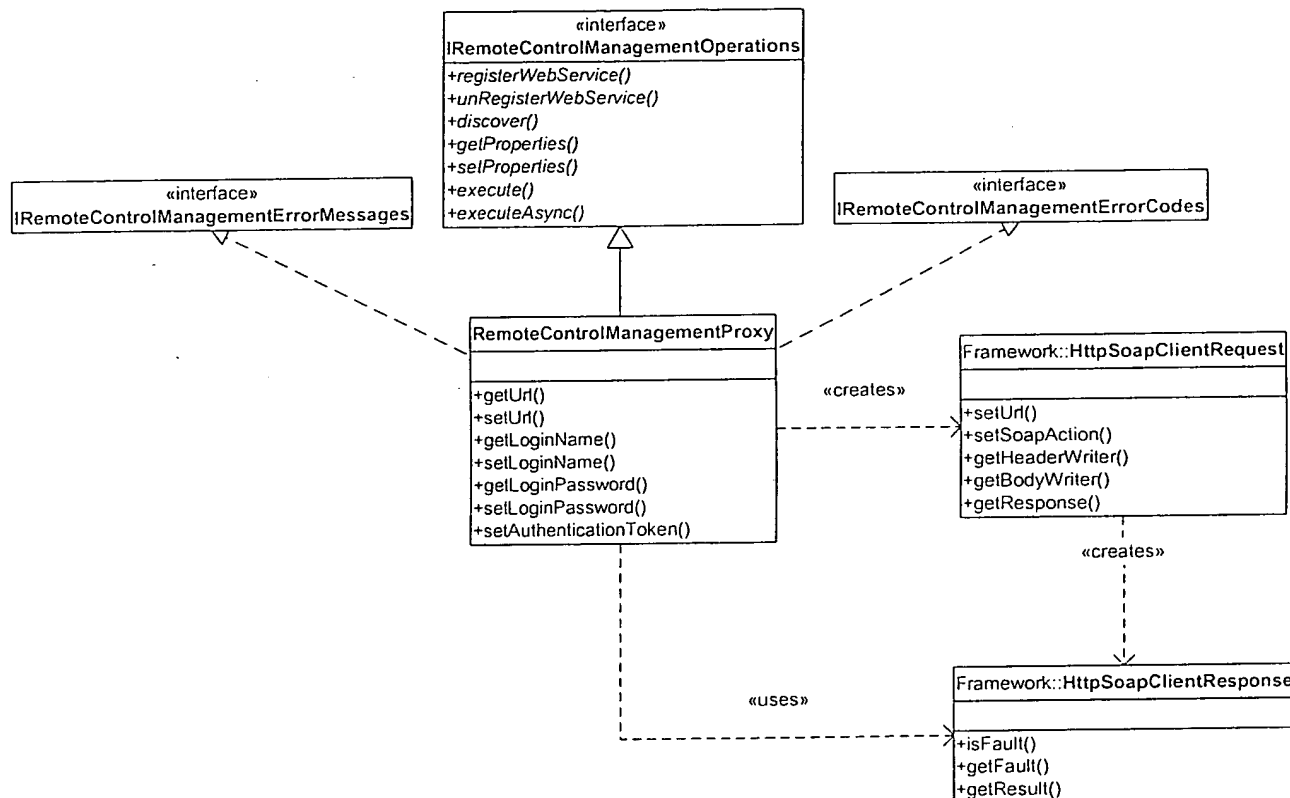 «interface»
IRemoteControlManagementOperations
+registerWebService()
+unRegisterWebService()
+discover()
+getProperties()
+setProperties()
+execute()
+executeAsync()
«interface»
IRemoteControlManagementErrorMessages
«interface»
IRemoteControlManagementErrorCodes
RemoteControlManagementProxy
+getUrl()
+setUrl()
+getLoginName()
+setLoginName()
+getLoginPassword()
+setLoginPassword()
+setAuthenticationToken()
«creates»
Framework::HttpSoapClientRequest
+setUrl()
+setSoapAction()
+getHeaderWriter()
+getBodyWriter()
+getResponse()
«creates»
«uses»
Framework::HttpSoapClientResponse
+isFault()
+getFault()
+getResult()